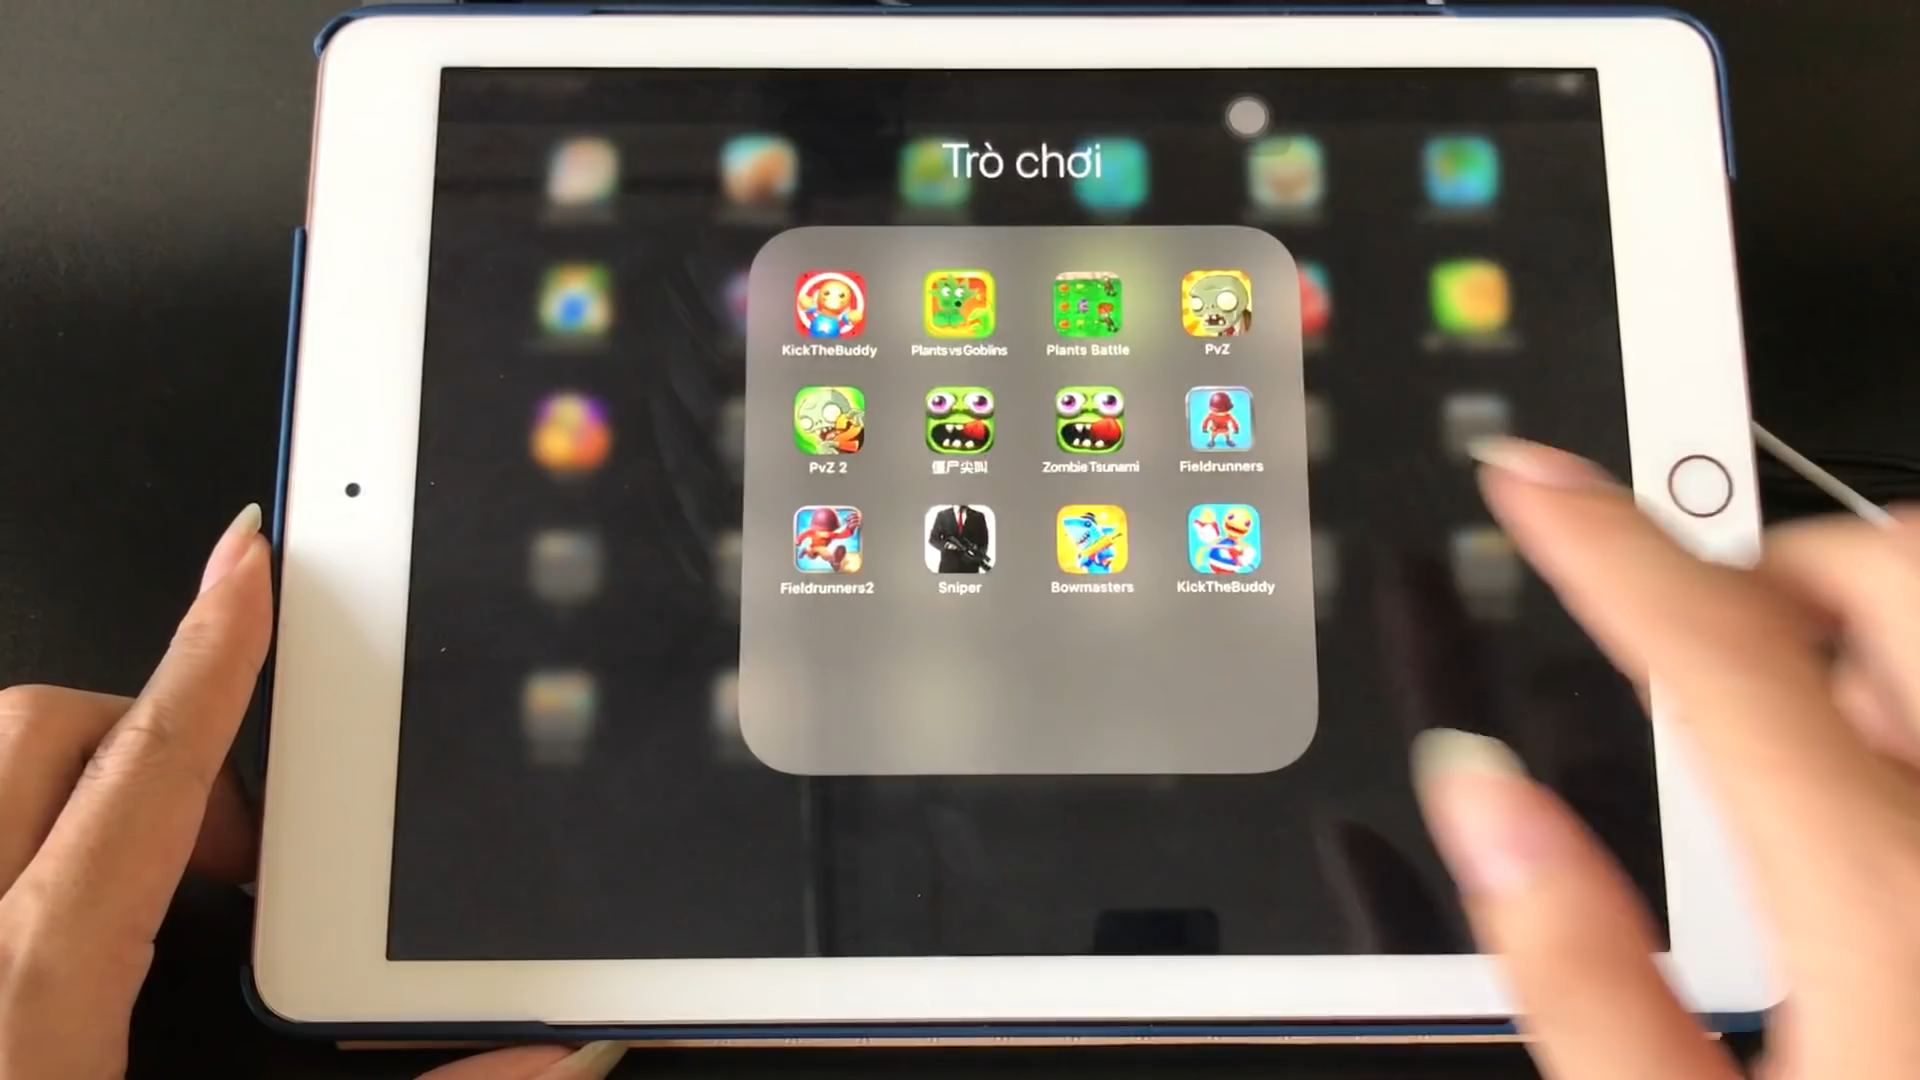 Trò chơi
KickTheBuddy
Plants vs Goblins
Plants Battle
PvZ
PvZ 2
僵尸尖叫
Zombie Tsunami
Fieldrunners
Fieldrunners2
Sniper
Bowmasters
KickTheBuddy